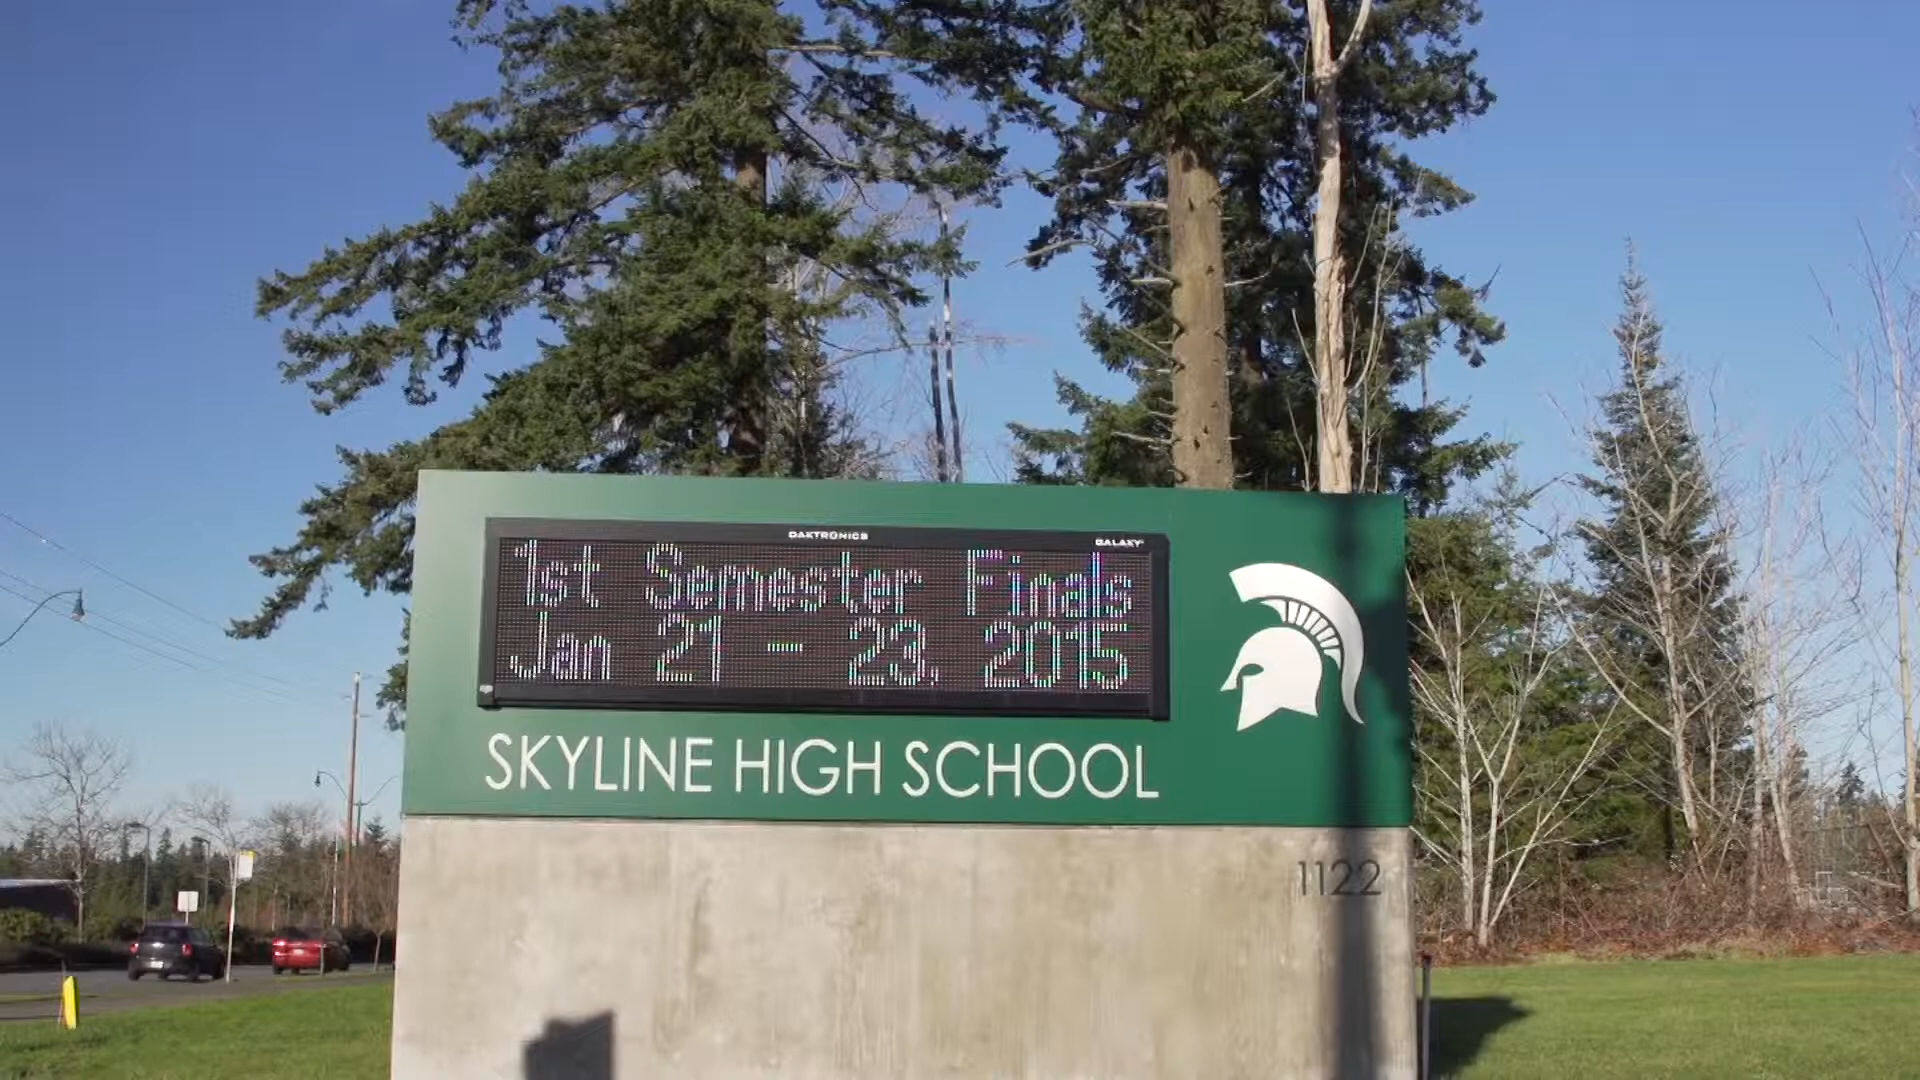 DAKTRONICS
GALAXY
1st Semester Finals
Jan 21 - 23, 2015
SKYLINE HIGH SCHOOL
1122